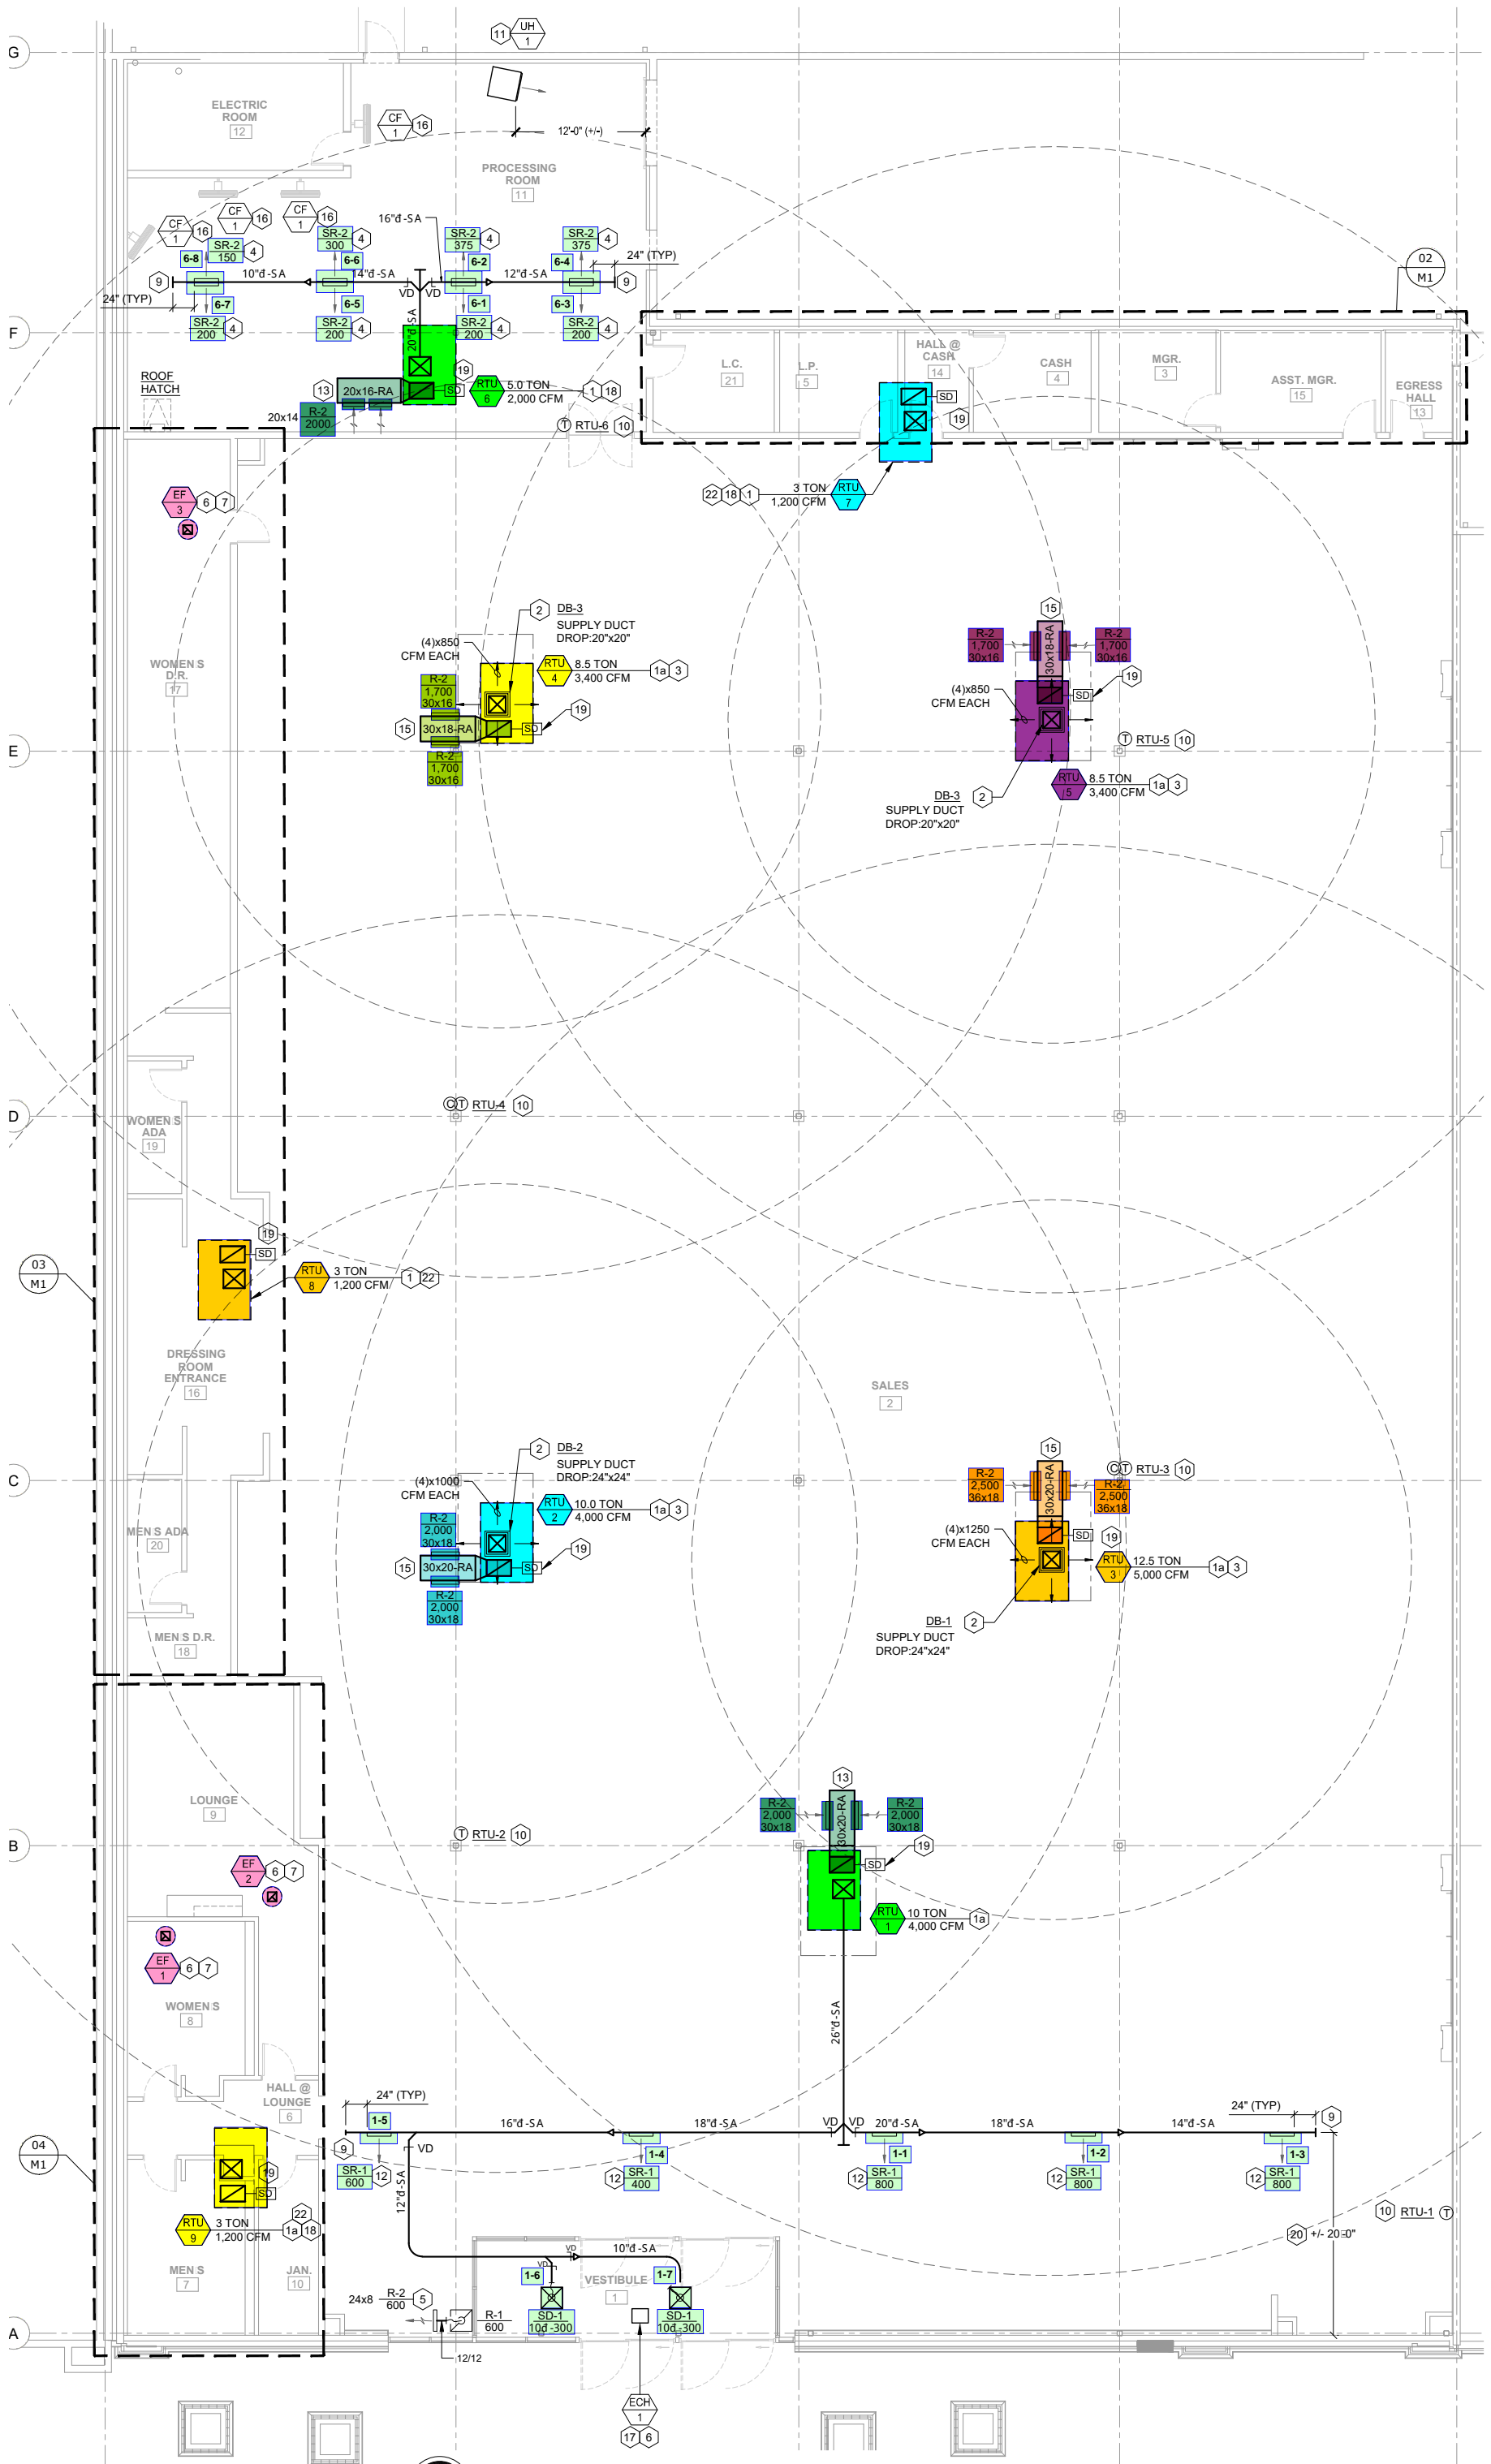 G
11
UH
1
ELECTRIC
ROOM
12
CF
1
16
12'-0" (+/-)
PROCESSING
ROOM
11
CF
1
16
CF
1
16
CF
1
16
16"đ-SA
SR-2
150
4
SR-2
300
4
SR-2
375
4
SR-2
375
4
24" (TYP)
02
M1
6-8
6-6
6-2
6-4
9
10"đ-SA
14"đ-SA
12"đ-SA
9
VD
VD
24" (TYP)
6-7
6-5
6-1
6-3
SR-2
200
4
SR-2
200
4
SR-2
200
4
SR-2
200
4
F
20"đ-SA
ROOF
HATCH
13
20x16-RA
19
SD
RTU
6
5.0 TON
2,000 CFM
1
18
20x14
R-2
2000
T
RTU-6
10
L.C.
21
L.P.
5
HALL @
CASH
14
CASH
4
MGR.
3
ASST. MGR.
15
EGRESS
HALL
13
SD
19
22
18
1
3 TON
1,200 CFM
RTU
7
EF
3
6
7
WOMEN S
D.R.
17
2
DB-3
SUPPLY DUCT
DROP:20"x20"
(4)x850
CFM EACH
RTU
4
8.5 TON
3,400 CFM
1a
3
R-2
1,700
30x16
15
30x18-RA
SD
19
R-2
1,700
30x16
15
R-2
1,700
30x16
30x18-RA
R-2
1,700
30x16
SD
19
(4)x850
CFM EACH
T
RTU-5
10
RTU
5
8.5 TON
3,400 CFM
1a
3
2
DB-3
SUPPLY DUCT
DROP:20"x20"
E
D
C
T
RTU-4
10
WOMEN S
ADA
19
19
SD
03
M1
RTU
8
3 TON
1,200 CFM
1
22
DRESSING
ROOM
ENTRANCE
16
SALES
2
C
2
DB-2
SUPPLY DUCT
DROP:24"x24"
(4)x1000
CFM EACH
RTU
2
10.0 TON
4,000 CFM
1a
3
R-2
2,000
30x18
15
30x20-RA
SD
19
R-2
2,000
30x18
15
R-2
2,500
36x18
30x20-RA
R-2
2,500
36x18
C
T
RTU-3
10
SD
19
(4)x1250
CFM EACH
RTU
3
12.5 TON
5,000 CFM
1a
3
DB-1
2
SUPPLY DUCT
DROP:24"x24"
MEN S ADA
20
MEN S D.R.
18
LOUNGE
9
B
T
RTU-2
10
13
R-2
2,000
30x18
30x20-RA
R-2
2,000
30x18
SD
19
RTU
1
10 TON
4,000 CFM
1a
EF
2
6
7
EF
1
6
7
WOMEN S
8
26"đ-SA
HALL @
LOUNGE
6
24" (TYP)
1-5
16"đ-SA
18"đ-SA
VD
VD
20"đ-SA
18"đ-SA
14"đ-SA
24" (TYP)
9
9
VD
1-4
1-1
1-2
1-3
SR-1
600
12
12
SR-1
400
12
SR-1
800
12
SR-1
800
12
SR-1
800
12"đ-SA
04
M1
19
SD
RTU
9
3 TON
1,200 CFM
22
1a
18
10
RTU-1
T
20
+/- 20'-0"
MEN S
7
JAN.
10
VD
10"đ-SA
VD
1-6
1-7
VESTIBULE
1
24x8
R-2
600
5
R-1
600
SD-1
10đ-300
SD-1
10đ-300
12/12
A
ECH
1
17
6